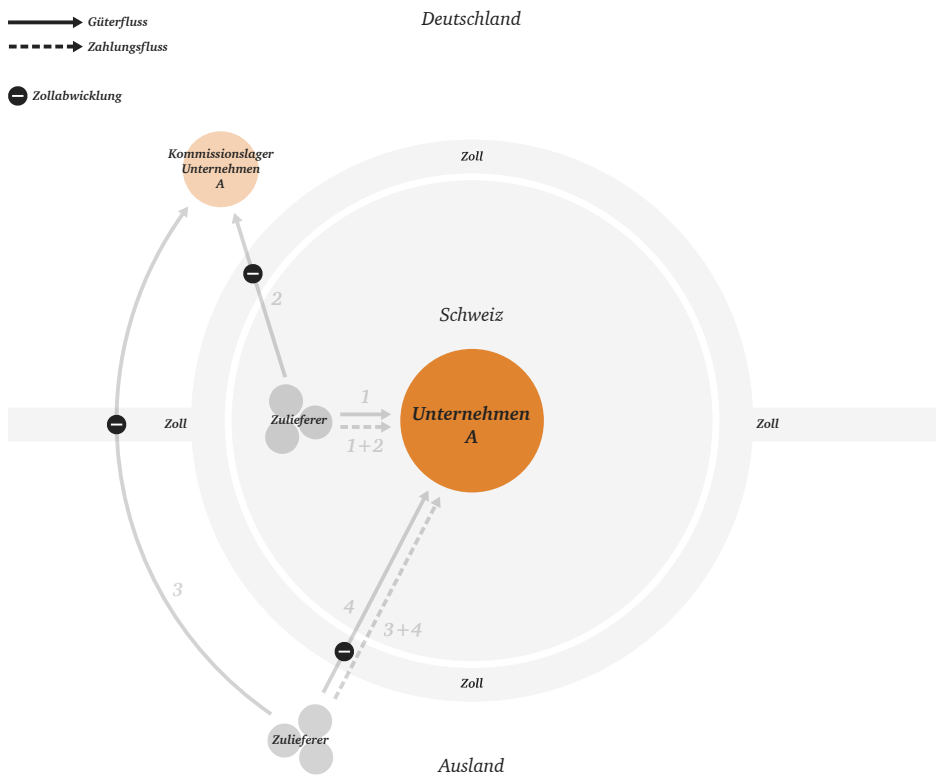 Deutschland
Güterfluss
Zahlungsfluss
Zollabwicklung
Kommissionslager
Unternehmen
A
Zoll
2
Schweiz
1
Zulieferer
Unternehmen
A
1+2
Zoll
Zoll
3
4
3+4
Zoll
Zulieferer
Ausland